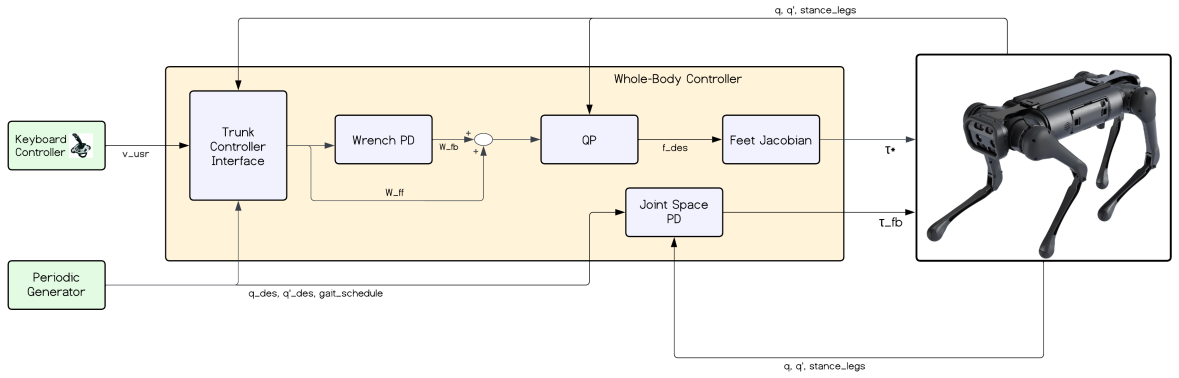 q, q', stance_legs
Whole-Body Controller
Keyboard
Controller
v_usr
Trunk
Controller
Interface
Wrench PD
W_fb
+
+
W_ff
QP
f_des
Feet Jacobian
τ*
Joint Space
PD
τ_fb
Periodic
Generator
q_des, q'_des, gait_schedule
q, q', stance_legs